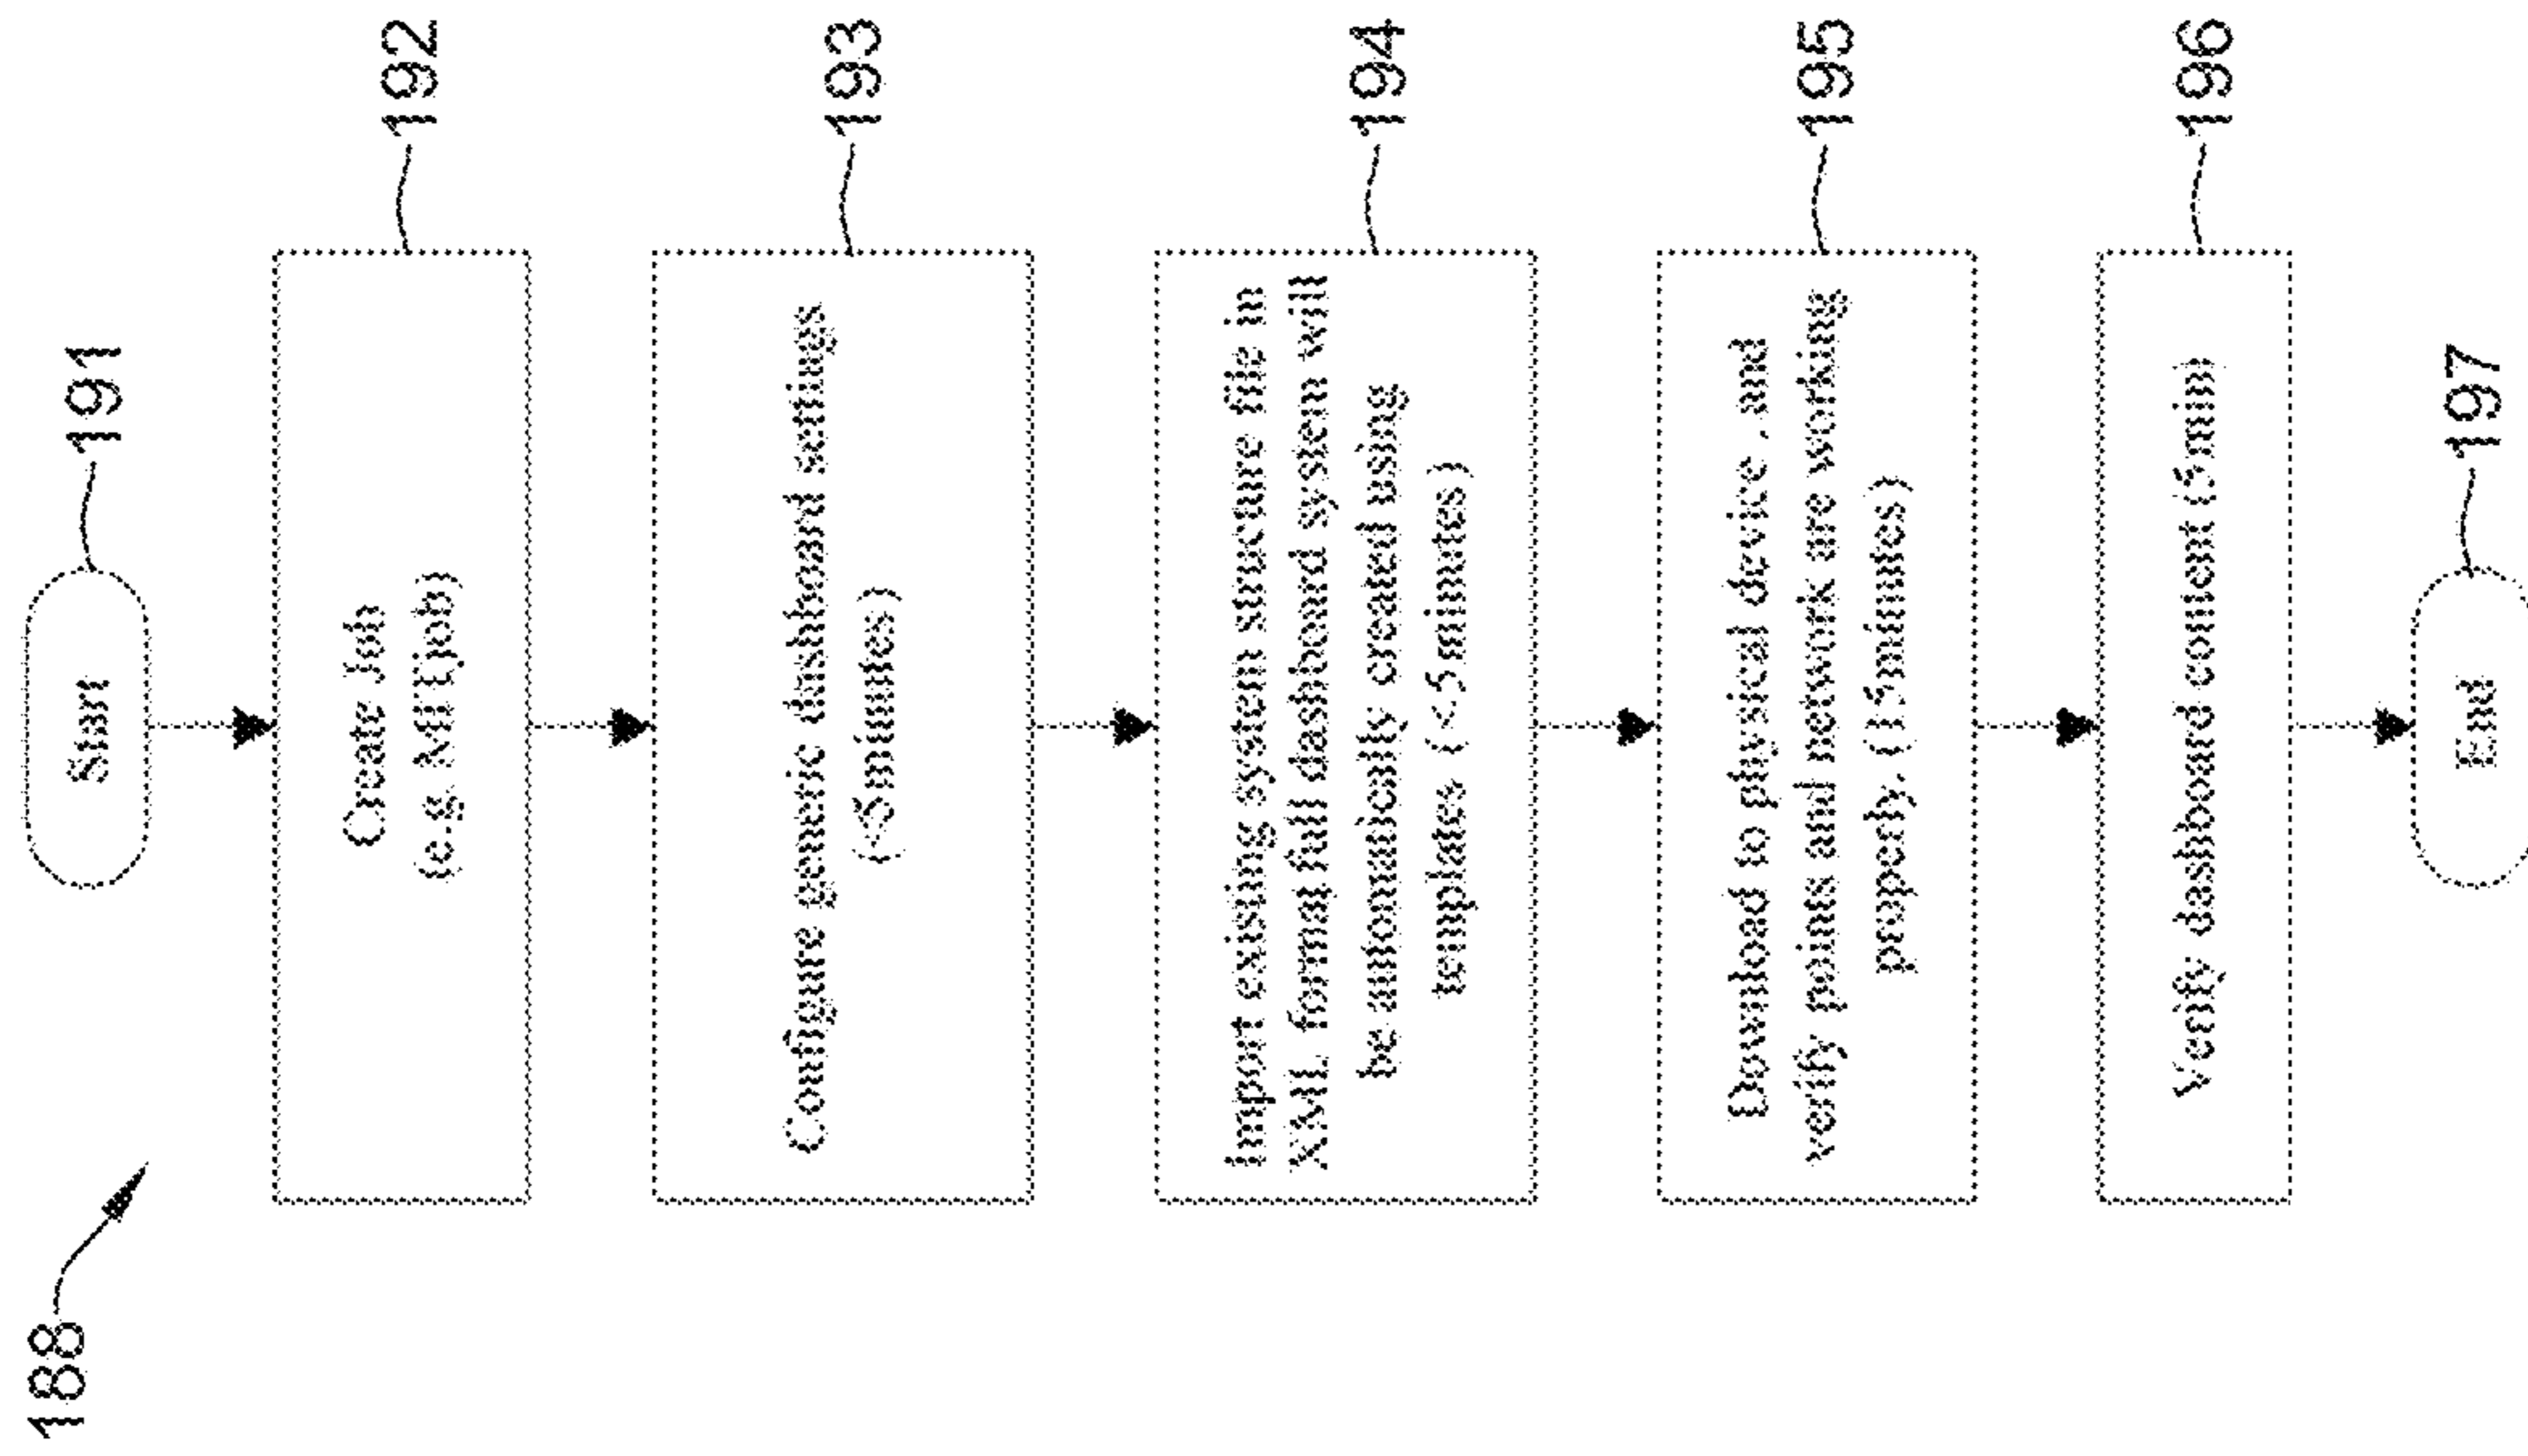 188
Start
191
Create Job
(e.g. MIT job)
192
Configure generic dashboard settings
(<5minutes)
193
Import existing system structure file in
XML format full dashboard system will
be automatically created using
templates (<5minutes)
194
Download to physical device , and
verify points and network are working
properly. (15minutes)
195
Verify dashboard content (5min)
196
End
197